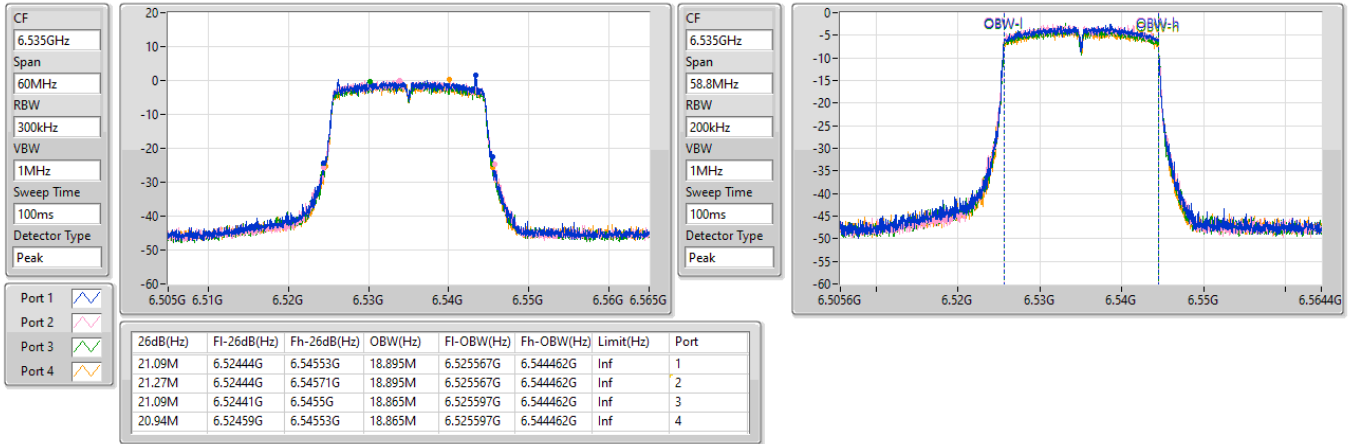 CF
6.535GHz
Span
60MHz
RBW
300kHz
VBW
1MHz
Sweep Time
100ms
Detector Type
Peak
20
10
0
-10
-20
-30
-40
-50
-60
6.505G 6.51G 6.52G 6.53G 6.54G 6.55G 6.56G 6.565G
CF
6.535GHz
Span
58.8MHz
RBW
200kHz
VBW
1MHz
Sweep Time
100ms
Detector Type
Peak
OBW-l OBW-h
0
-5
-10
-15
-20
-25
-30
-35
-40
-45
-50
-55
-60
6.5056G 6.52G 6.53G 6.54G 6.55G 6.5644G
Port 1
Port 2
Port 3
Port 4
26dB(Hz) Fl-26dB(Hz) Fh-26dB(Hz) OBW(Hz) Fl-OBW(Hz) Fh-OBW(Hz) Limit(Hz) Port
21.09M 6.52444G 6.54553G 18.895M 6.525567G 6.544462G Inf 1
21.27M 6.52444G 6.54571G 18.895M 6.525567G 6.544462G Inf 2
21.09M 6.52441G 6.5455G 18.865M 6.525597G 6.544462G Inf 3
20.94M 6.52459G 6.54553G 18.865M 6.525597G 6.544462G Inf 4